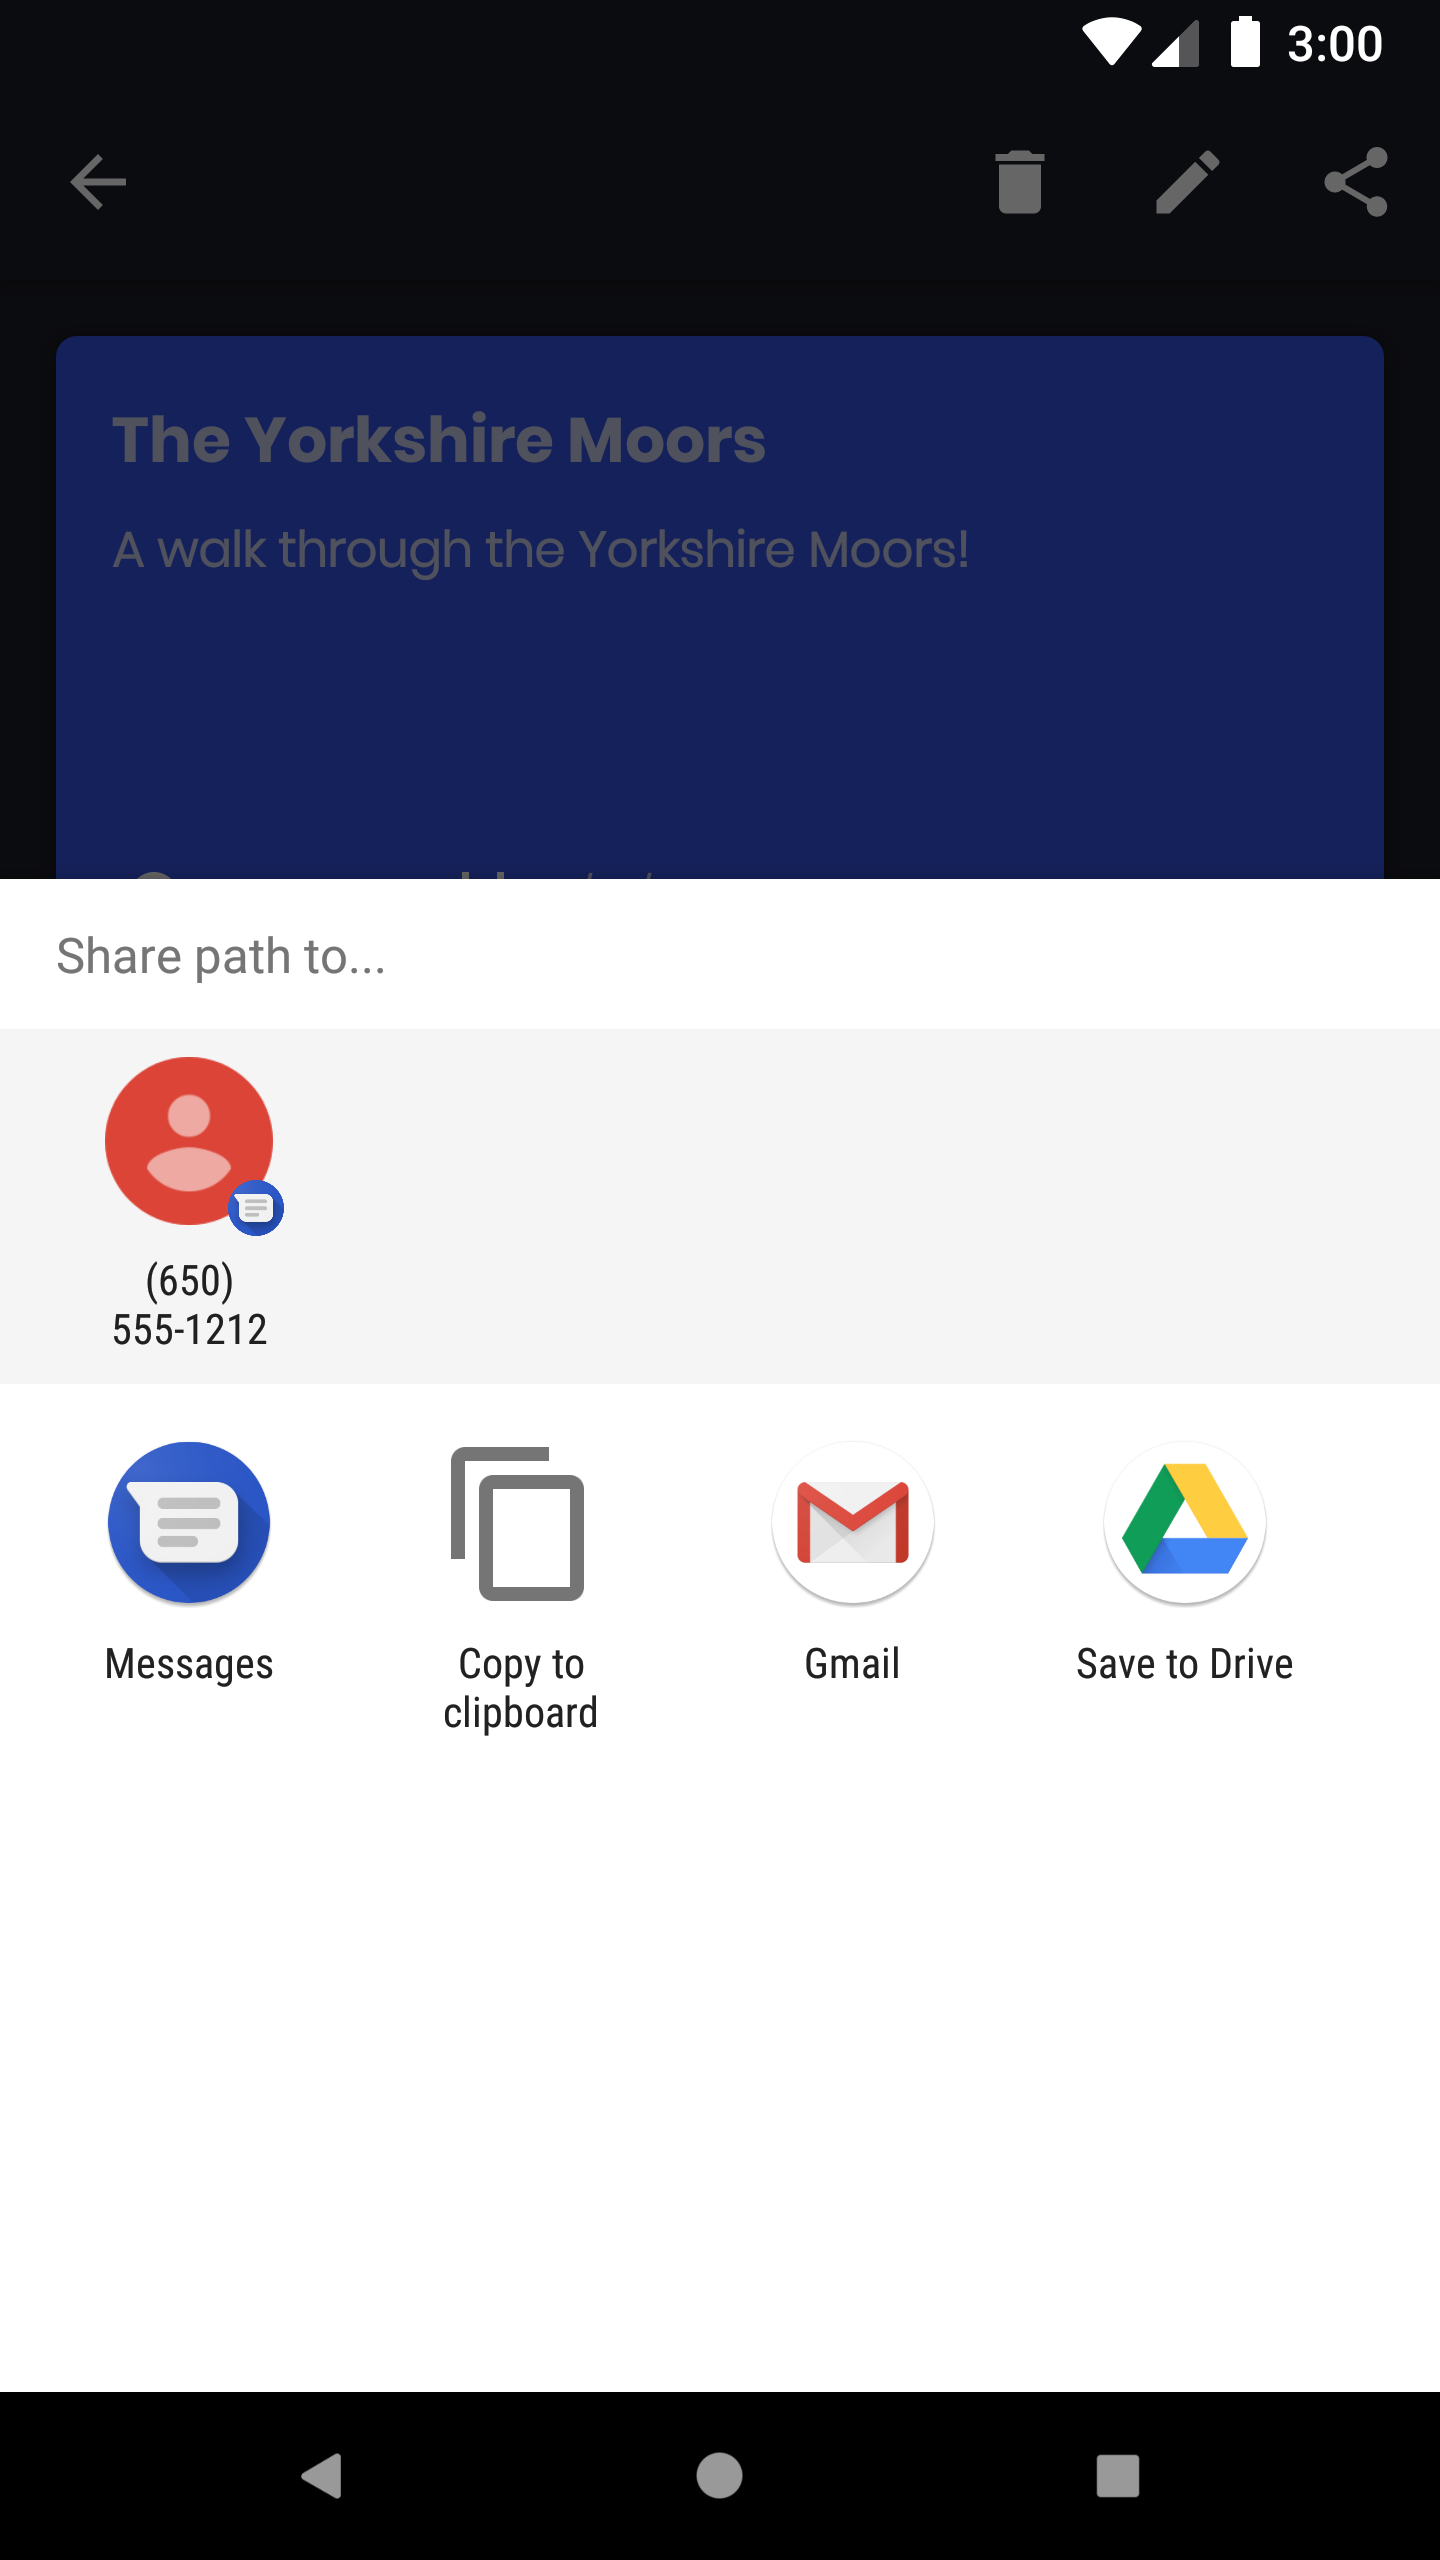 3:00
The Yorkshire Moors
A walk through the Yorkshire Moors!
Share path to...
(650)
555-1212
Messages
Copy to
clipboard
Gmail
Save to Drive